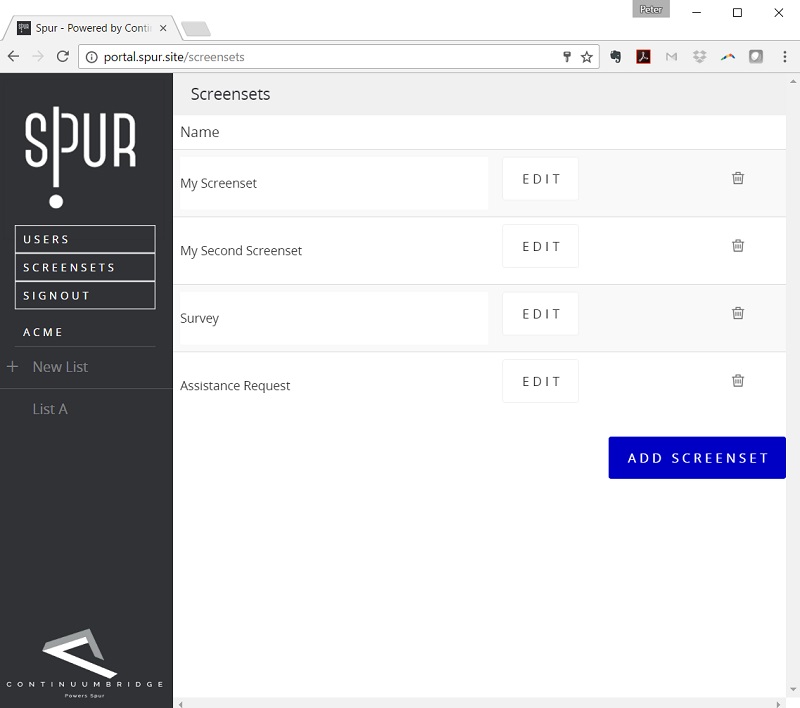 Peter
Spur - Powered by Conti
portal.spur.site/screensets
SPUR
USERS
SCREENSETS
SIGNOUT
ACME
+ New List
List A
CONTINUUMBRIDGE
Powers Spur
Screensets
Name
My Screenset EDIT
My Second Screenset EDIT
Survey EDIT
Assistance Request EDIT
ADD SCREENSET